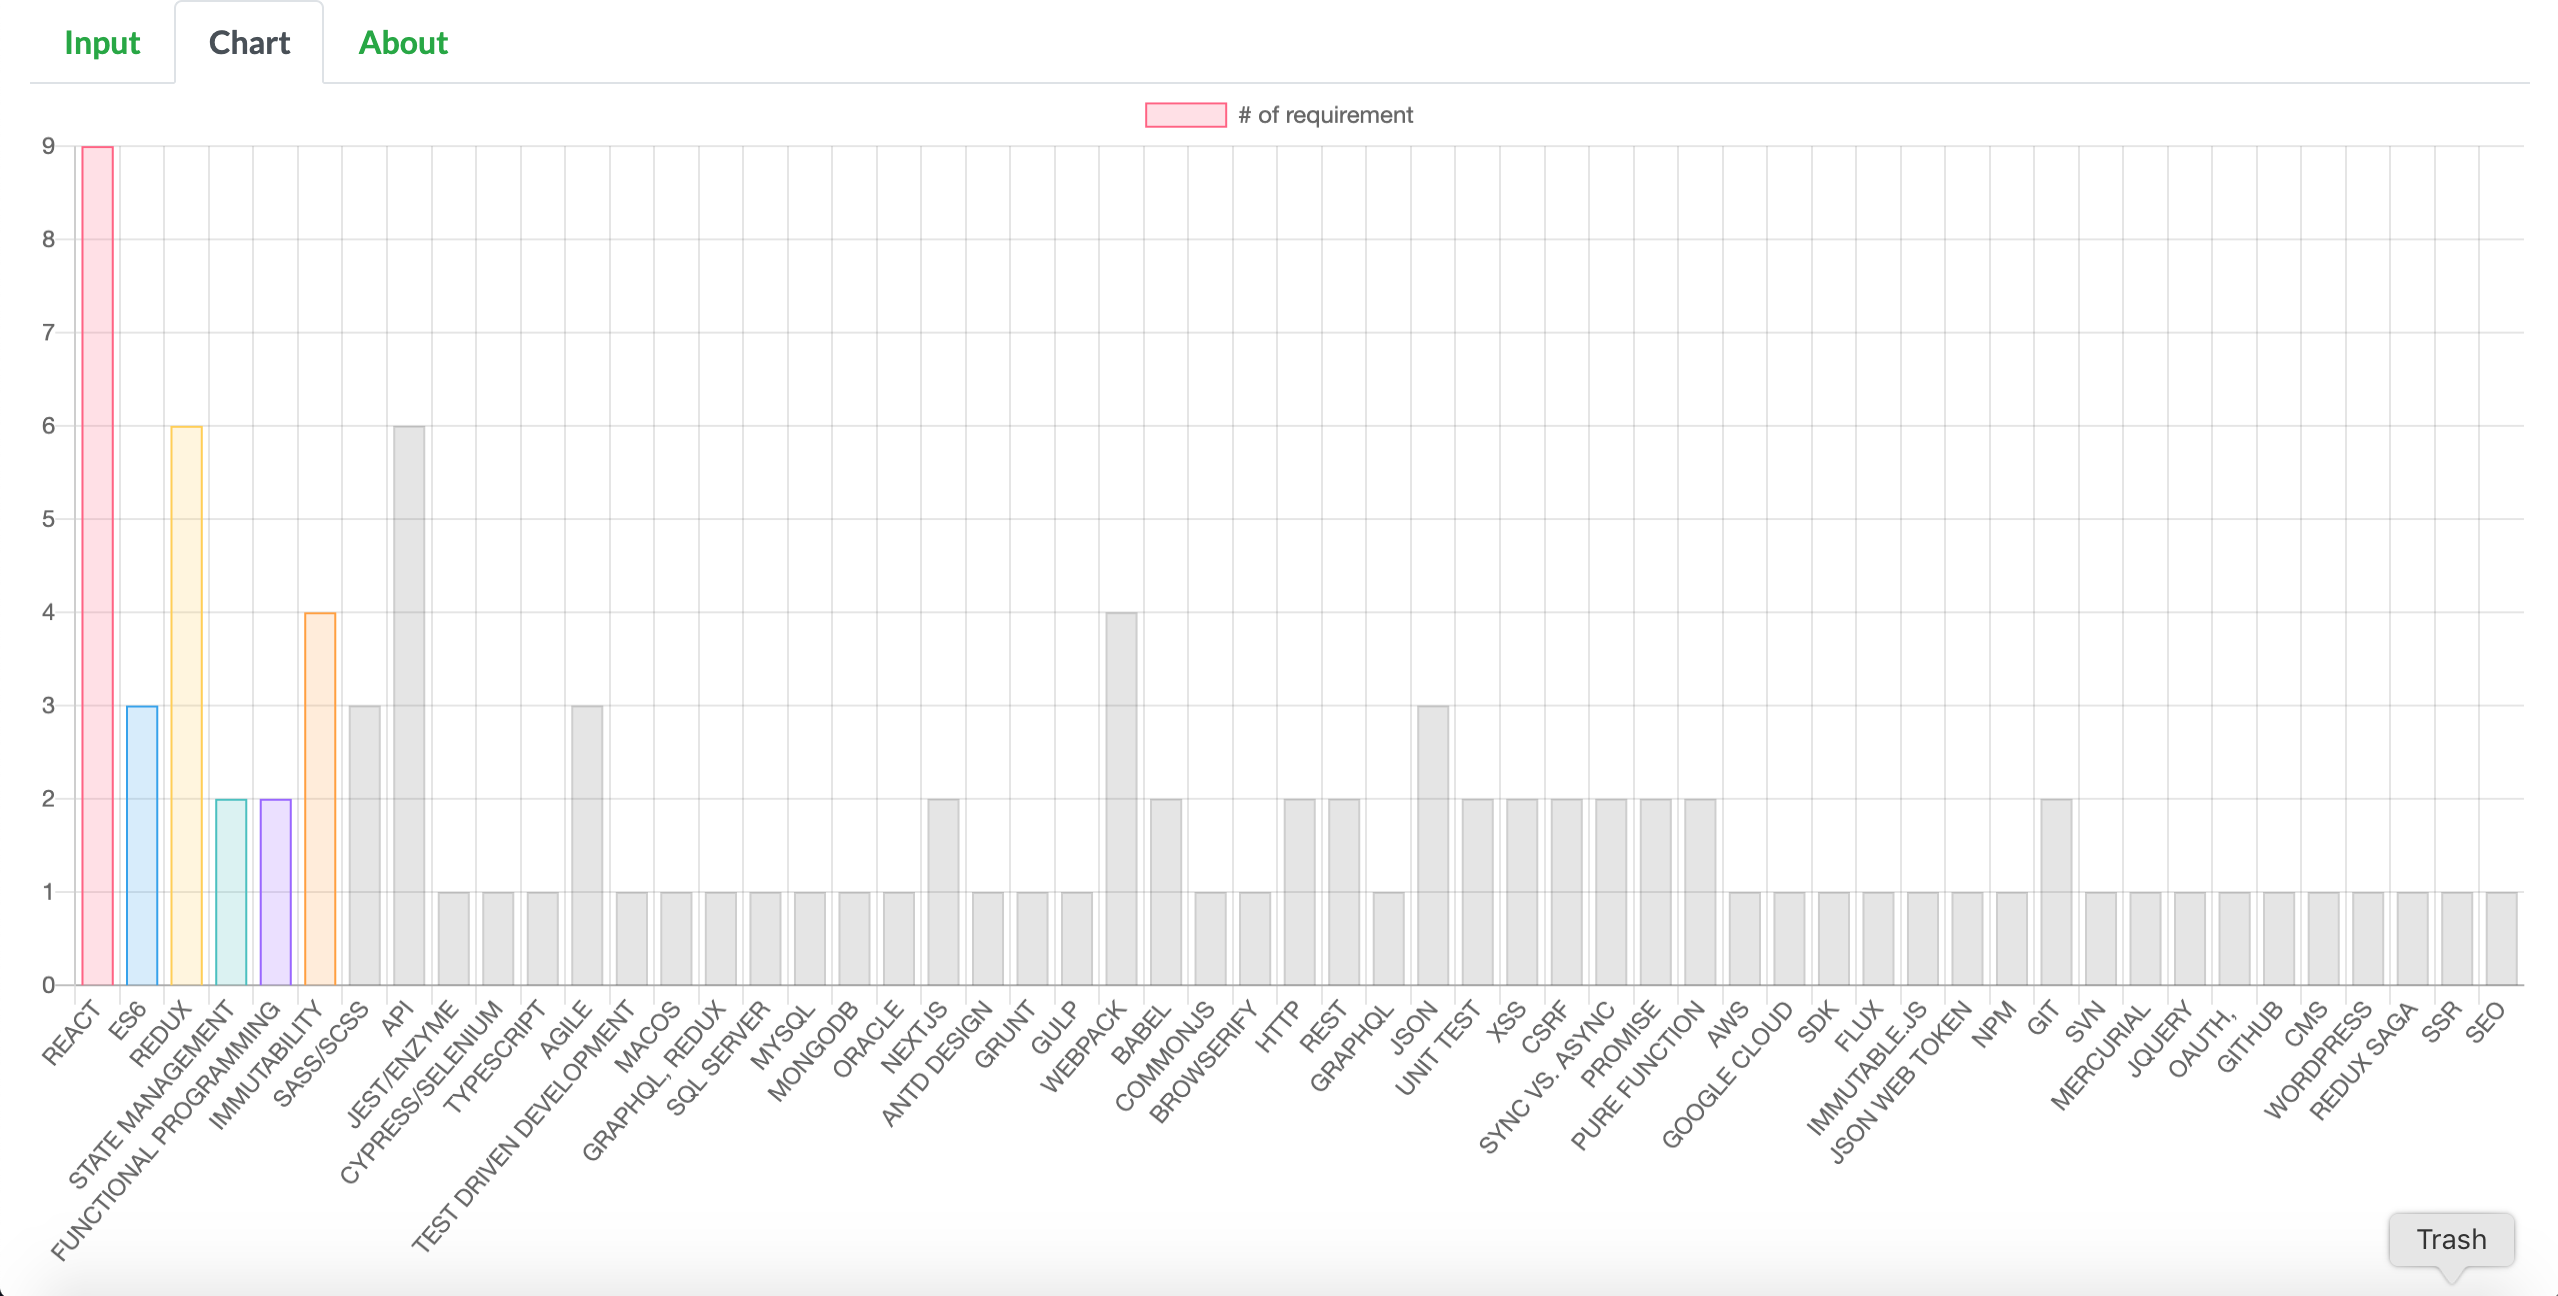 Input Chart About
# of requirement
9
8
7
6
5
4
3
2
1
0
REACT
ES6
REDUX
STATE MANAGEMENT
FUNCTIONAL PROGRAMMING
IMMUTABILITY
SASS/SCSS
API
JEST/ENZYME
CYPRESS/SELENIUM
TYPESCRIPT
AGILE
TEST DRIVEN DEVELOPMENT
MACOS
GRAPHQL, REDUX
SQL SERVER
MYSQL
MONGODB
ORACLE
NEXTJS
ANTD DESIGN
GRUNT
GULP
WEBPACK
BABEL
COMMONJS
BROWSERIFY
HTTP
REST
GRAPHQL
JSON
UNIT TEST
XSS
CSRF
SYNC VS. ASYNC
PROMISE
PURE FUNCTION
AWS
GOOGLE CLOUD
SDK
FLUX
IMMUTABLE.JS
JSON WEB TOKEN
NPM
GIT
SVN
MERCURIAL
JQUERY
OAUTH,
GITHUB
CMS
WORDPRESS
REDUX SAGA
SSR
SEO
Trash